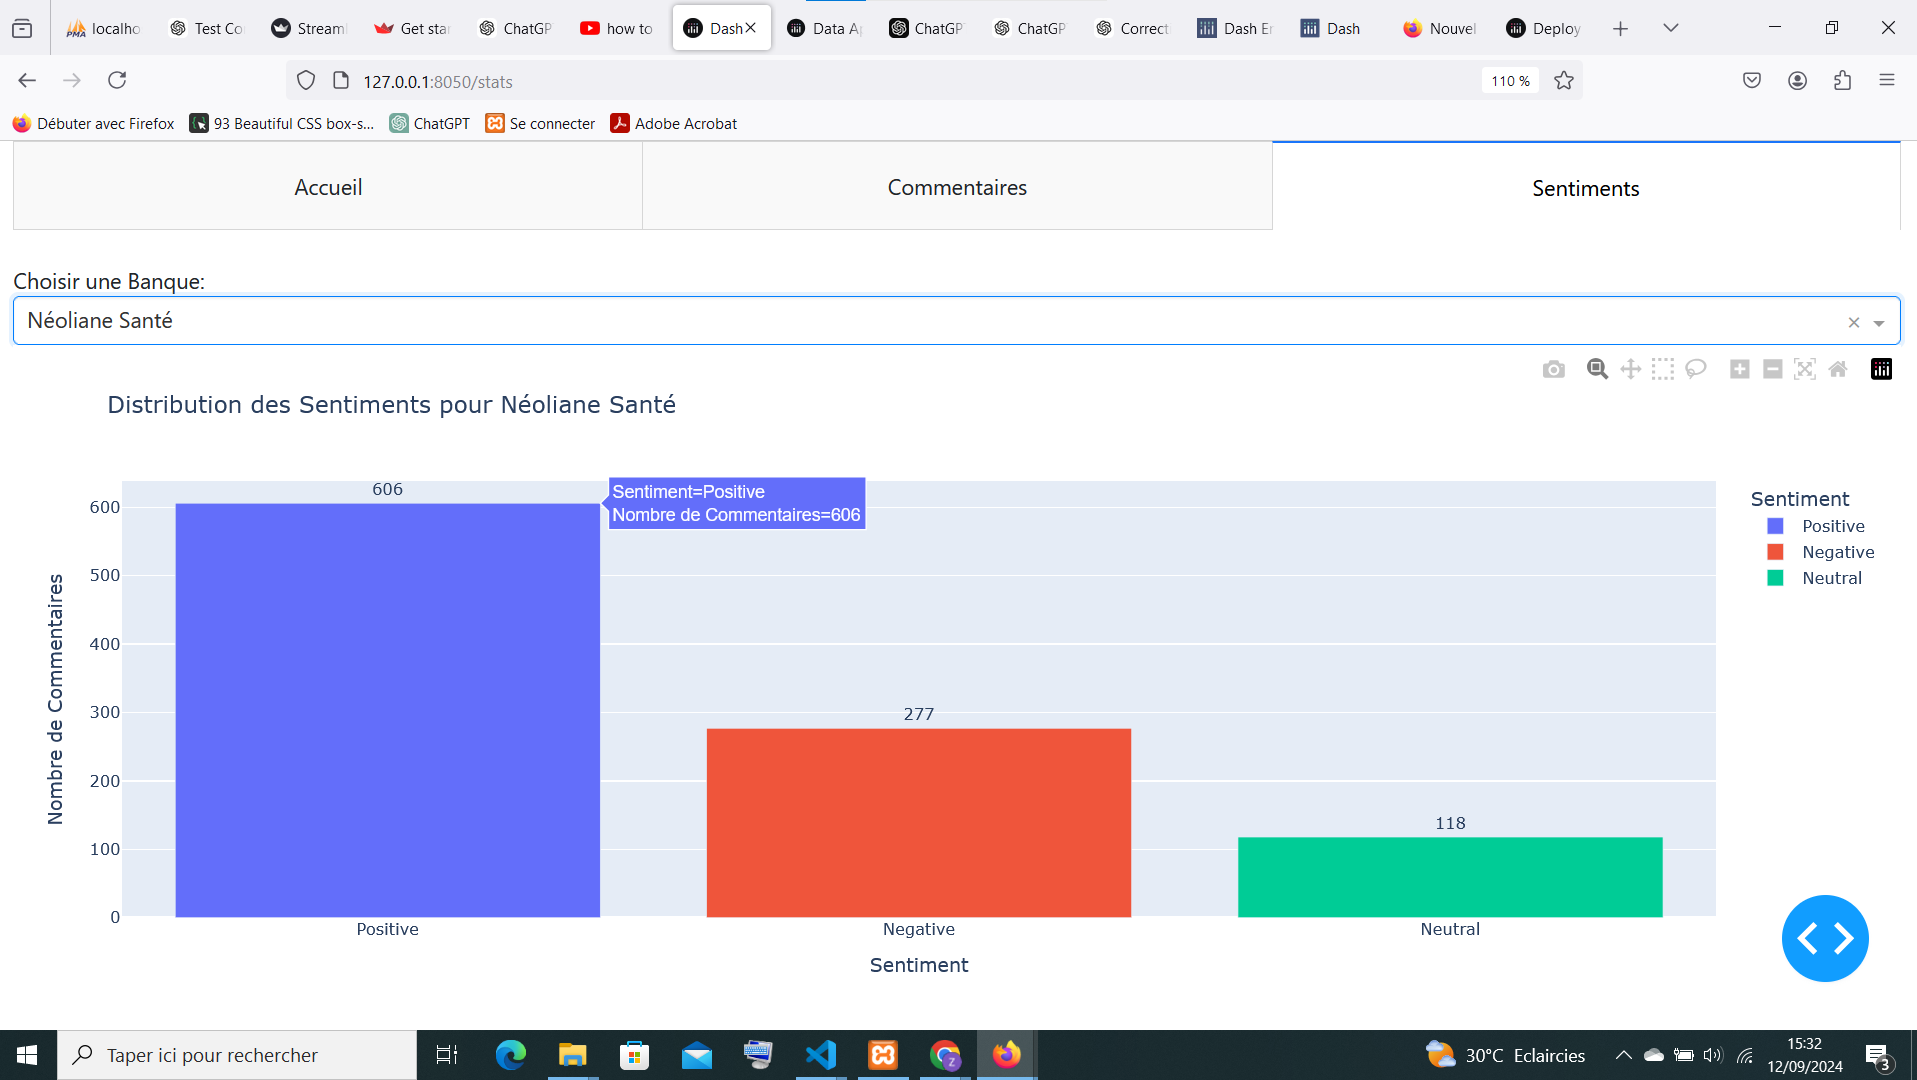 localho
Test Co
Streaml
Get star
ChatGP
how to
Dash
Data Ap
ChatGP
ChatGP
Correct
Dash En
Dash
Nouvel
Deploy
127.0.0.1:8050/stats
110 %
Débuter avec Firefox
93 Beautiful CSS box-s...
ChatGPT
Se connecter
Adobe Acrobat
Accueil
Commentaires
Sentiments
Choisir une Banque:
Néoliane Santé
Distribution des Sentiments pour Néoliane Santé
606
Sentiment=Positive
Nombre de Commentaires=606
277
118
600
500
400
300
200
100
0
Nombre de Commentaires
Positive
Negative
Neutral
Sentiment
Sentiment
Positive
Negative
Neutral
Taper ici pour rechercher
30°C Eclaircies
15:32
12/09/2024
3